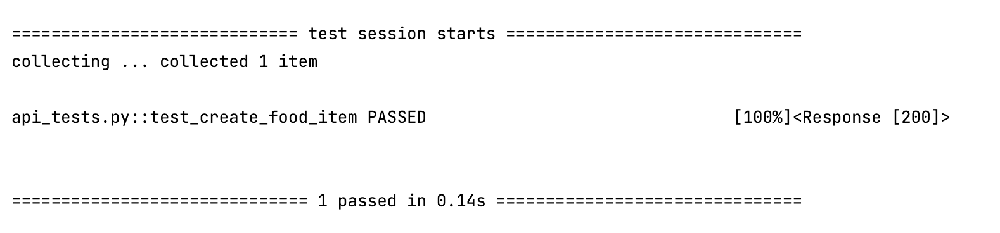 ============================= test session starts ==============================
collecting ... collected 1 item
api_tests.py::test_create_food_item PASSED                               [100%]<Response [200]>
============================== 1 passed in 0.14s ===============================